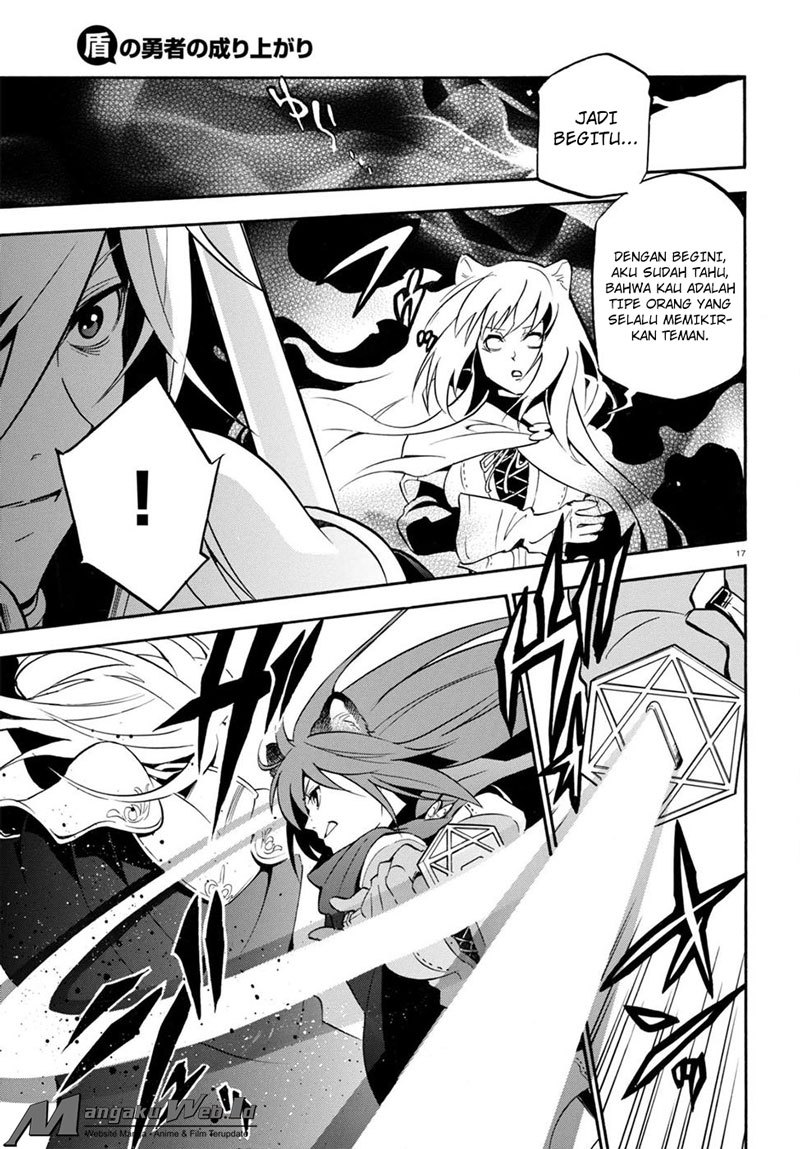 盾の勇者の成り上がり
JADI
BEGITU...
DENGAN BEGINI,
AKU SUDAH TAHU,
BAHWA KAU ADALAH
TIPE ORANG YANG
SELALU MEMIKIR-
KAN TEMAN.
!
17
MangakuWeb.Id
Website Manga • Anime & Film Terupdate